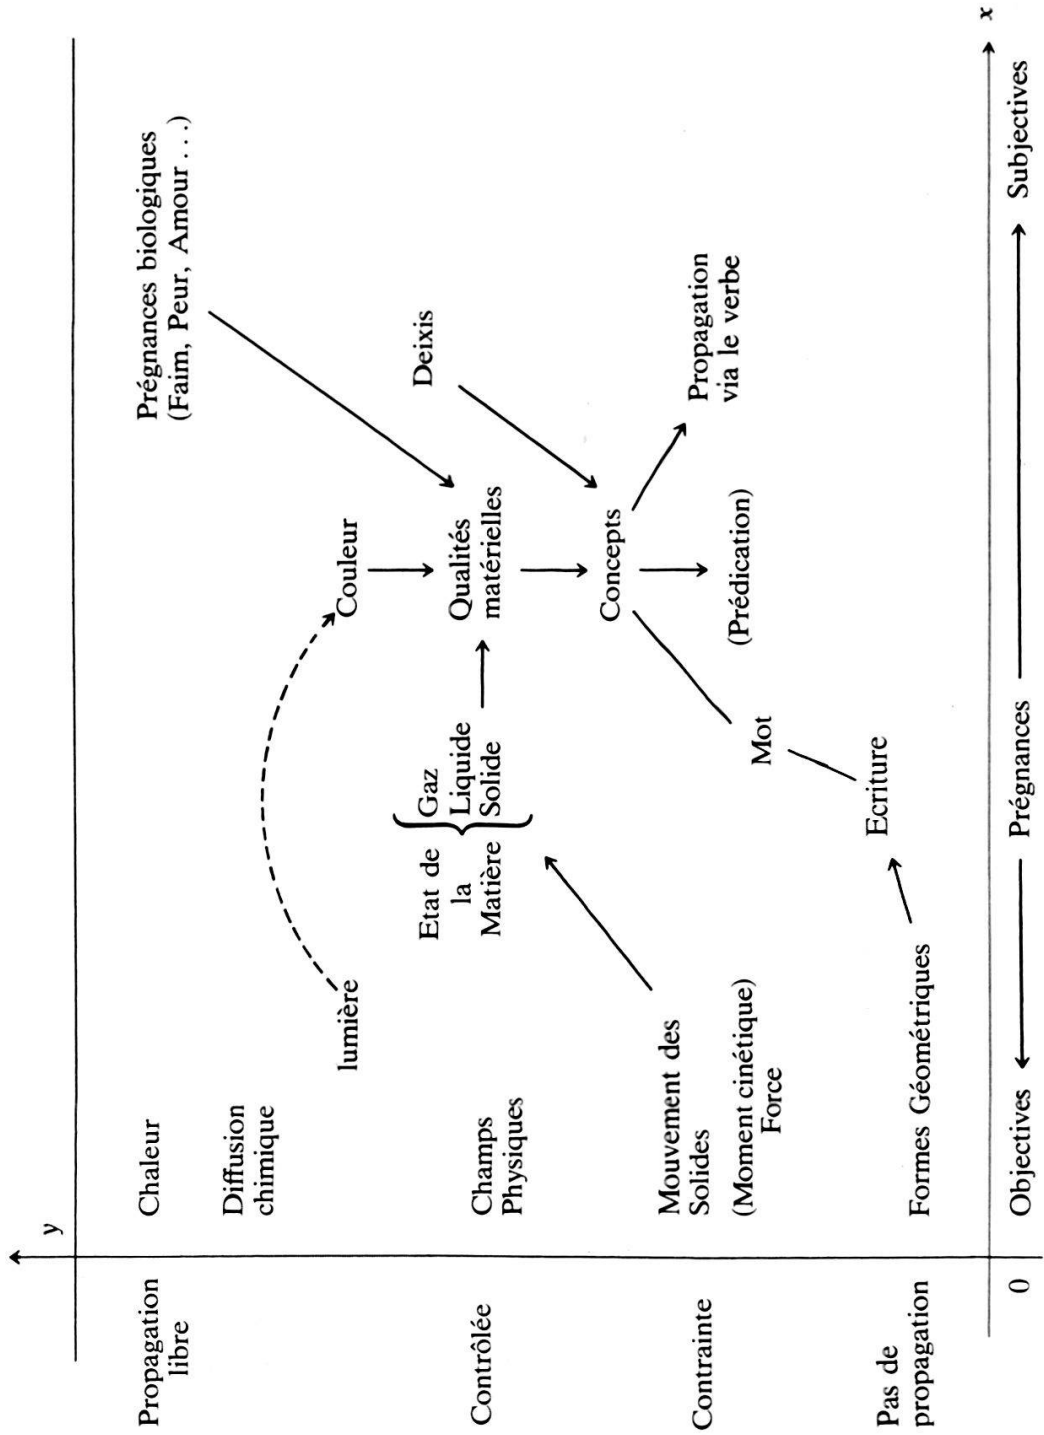 y
Propagation
libre
Chaleur
Prégnances biologiques
(Faim, Peur, Amour...)
Diffusion
chimique
lumière
Couleur
Contrôlée
Champs
Physiques
Etat de
la
Matière
Gaz
Liquide
Solide
Qualités
matérielles
Deixis
Concepts
Contrainte
Mouvement des
Solides
(Moment cinétique)
Force
Mot
(Prédication)
Propagation
via le verbe
Pas de
propagation
Formes Géométriques
Ecriture
x
0
Objectives
Prégnances
Subjectives